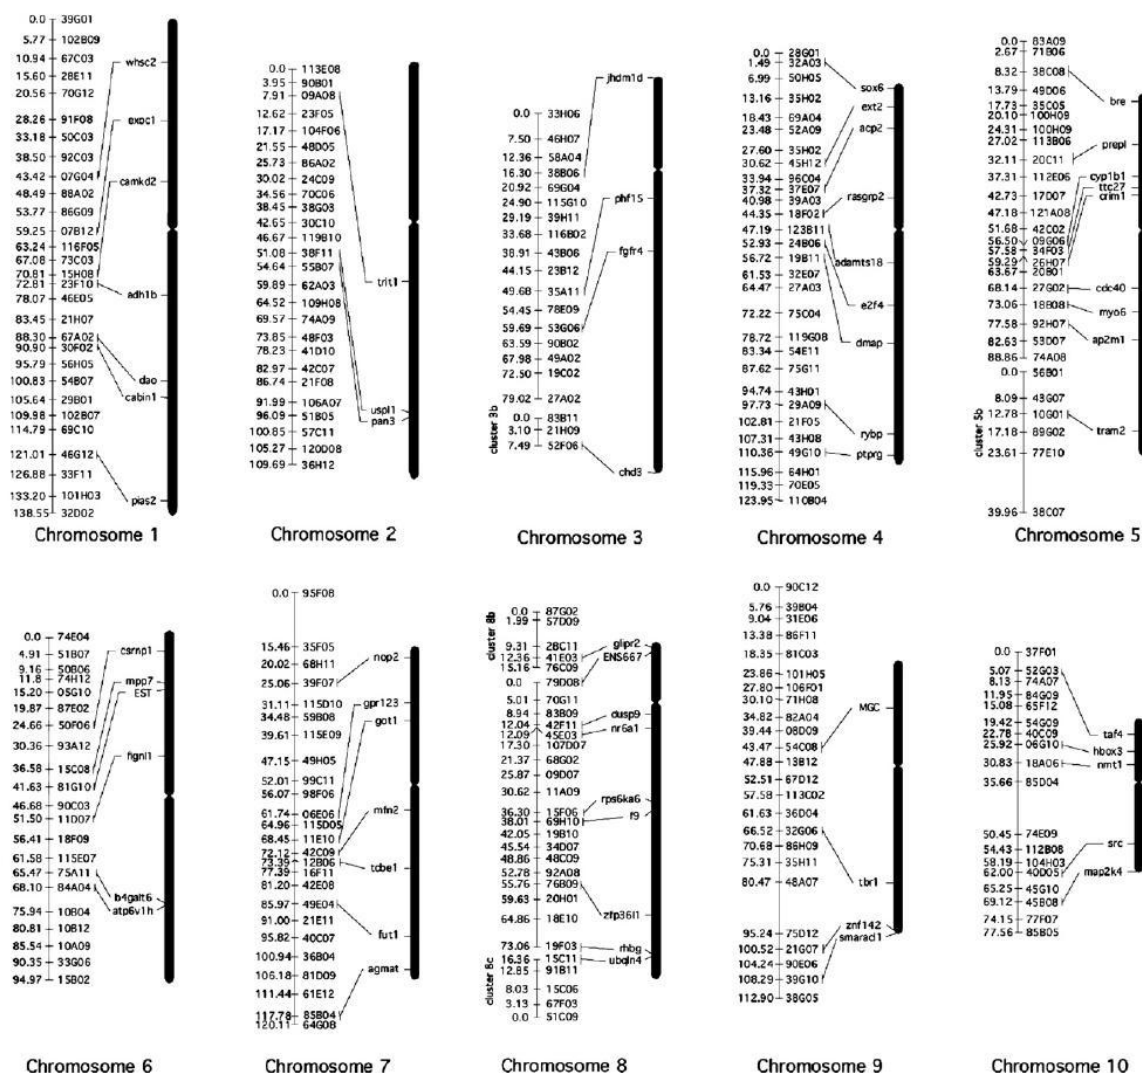 0.0 39G01
5.77 102B09
10.94 67C03
15.60 28E11
20.56 70G12
28.26 91F08
33.18 50C03
38.50 92C03
43.42 07G04
48.49 88A02
53.77 86G09
59.25 07B12
63.24 116F05
67.08 73C03
70.81 15H08
72.81 23F10
78.07 46E05
83.45 21H07
88.30 67A02
90.90 30F02
95.79 56H05
100.83 54B07
105.64 29B01
109.98 102B07
114.79 69C10
121.01 46G12
126.88 33F11
133.20 101H03
138.55 32D02
whsc2
exoc1
camkd2
adh1b
dao
cabin1
pias2
Chromosome 1
0.0 113E08
3.95 90B01
7.91 09A08
12.62 23F05
17.17 104F06
21.55 48D05
25.73 86A02
30.02 24C09
34.56 70C06
38.45 38G03
42.65 30C10
46.67 119B10
51.08 38F11
54.64 55B07
59.89 62A03
64.52 109H08
69.57 74A09
73.85 48F03
78.23 41D10
82.97 42C07
86.74 21F08
91.99 106A07
96.09 51B05
100.85 57C11
105.27 120D08
109.69 36H12
trit1
uspl1
pan3
Chromosome 2
0.0 33H06
7.50 46H07
12.36 58A04
16.30 38B06
20.92 69G04
24.90 115G10
29.19 39H11
33.68 116B02
38.91 43B06
44.15 23B12
49.68 35A11
54.45 78E09
59.69 53G06
63.59 90B02
67.98 49A02
72.50 19C02
79.02 27A02
cluster 3b
0.0 83B11
3.10 21H09
7.49 52F06
jhdm1d
phf15
fgfr4
chd3
Chromosome 3
0.0 28G01
1.49 32A03
6.99 50H05
13.16 35H02
18.43 69A04
23.48 52A09
27.60 35H02
30.62 45H12
33.94 96C04
37.32 37E07
40.98 39A03
44.35 18F02
47.19 123B11
52.93 24B06
56.72 19B11
61.53 32E07
64.47 27A03
72.22 75C04
78.72 119G08
83.34 54E11
87.62 75G11
94.74 43H01
97.73 29A09
102.81 21F05
107.31 43H08
110.36 49G10
115.96 64H01
119.33 70E05
123.95 110B04
sox6
ext2
acp2
rasgrp2
adamts18
e2f4
dmap
rybp
ptprg
Chromosome 4
0.0 83A09
2.67 71B06
8.32 38C08
13.79 49D06
17.73 35C05
20.10 100H09
24.31 100H09
27.02 113B06
32.11 20C11
37.31 112E06
42.73 17D07
47.18 121A08
51.68 42C02
56.50 09G06
57.58 34F03
59.29 26H07
63.67 20B01
68.14 27G02
73.06 18B08
77.58 92H07
82.63 53D07
88.86 74A08
cluster 5b
0.0 56B01
8.09 43G07
12.78 10G01
17.18 89G02
23.61 77E10
39.96 38C07
bre
prepl
cyp1b1
ttc27
crim1
cdc40
myo6
ap2m1
tram2
Chromosome 5
0.0 74E04
4.91 51B07
9.16 50B06
11.8 74H12
15.20 05G10
19.87 87E02
24.66 50F06
30.36 93A12
36.58 15C08
41.63 81G10
46.68 90C03
51.50 11D07
56.41 18F09
61.58 115E07
65.47 75A11
68.10 84A04
75.94 10B04
80.81 10B12
85.54 10A09
90.35 33G06
94.97 15B02
csrnp1
mpp7
EST
fignl1
b4galt6
atp6v1h
Chromosome 6
0.0 95F08
15.46 35F05
20.02 68H11
25.06 39F07
31.11 115D10
34.48 59B08
39.61 115E09
47.15 49H05
52.01 99C11
56.07 98F06
61.74 06E06
64.96 115D05
68.45 11E10
72.12 42C09
73.39 12B06
77.39 16F11
81.20 42E08
85.97 49E04
91.00 21E11
95.82 40C07
100.94 36B04
106.18 81D09
111.44 61E12
117.78 85B04
120.11 64G08
nop2
gpr123
got1
mfn2
tdbe1
fut1
agmat
Chromosome 7
cluster 8b
0.0 87G02
1.99 57D09
9.31 28C11
12.36 41E03
15.16 76C09
0.0 79D08
5.01 70G11
8.94 83B09
12.04 42F11
12.09 45E03
17.30 107D07
21.37 68G02
25.87 09D07
30.62 11A09
36.30 15F06
38.01 69H10
42.05 19B10
45.54 34D07
48.86 48C09
52.78 92A08
55.76 76B09
59.63 20H01
64.86 18E10
73.06 19F03
cluster 8c
16.36 15C11
12.85 91B11
8.03 15C06
3.13 67F03
0.0 51C09
glipr2
ENS667
dusp9
nr6a1
rps6ka6
f9
zfp36l1
rhbg
ubqln4
Chromosome 8
0.0 90C12
5.76 39B04
9.04 31E06
13.38 86F11
18.35 81C03
23.86 101H05
27.80 106F01
30.10 71H08
34.82 82A04
39.44 08D09
43.47 54C08
47.88 13B12
52.51 67D12
57.58 113C02
61.63 36D04
66.52 32G06
70.68 86H09
75.31 35H11
80.47 48A07
95.24 75D12
100.52 21G07
104.24 90E06
108.29 39G10
112.90 38G05
MGC
tbr1
znf142
smarad1
Chromosome 9
0.0 37F01
5.07 52G03
8.13 74A07
11.95 84G09
15.08 65F12
19.42 54G09
22.78 40C09
25.92 06G10
30.83 18A06
35.66 85D04
50.45 74E09
54.43 112B08
58.19 104H03
62.00 40D05
65.25 45G10
69.12 45B08
74.15 77F07
77.56 85B05
taf4
hbox3
nmt1
src
map2k4
Chromosome 10